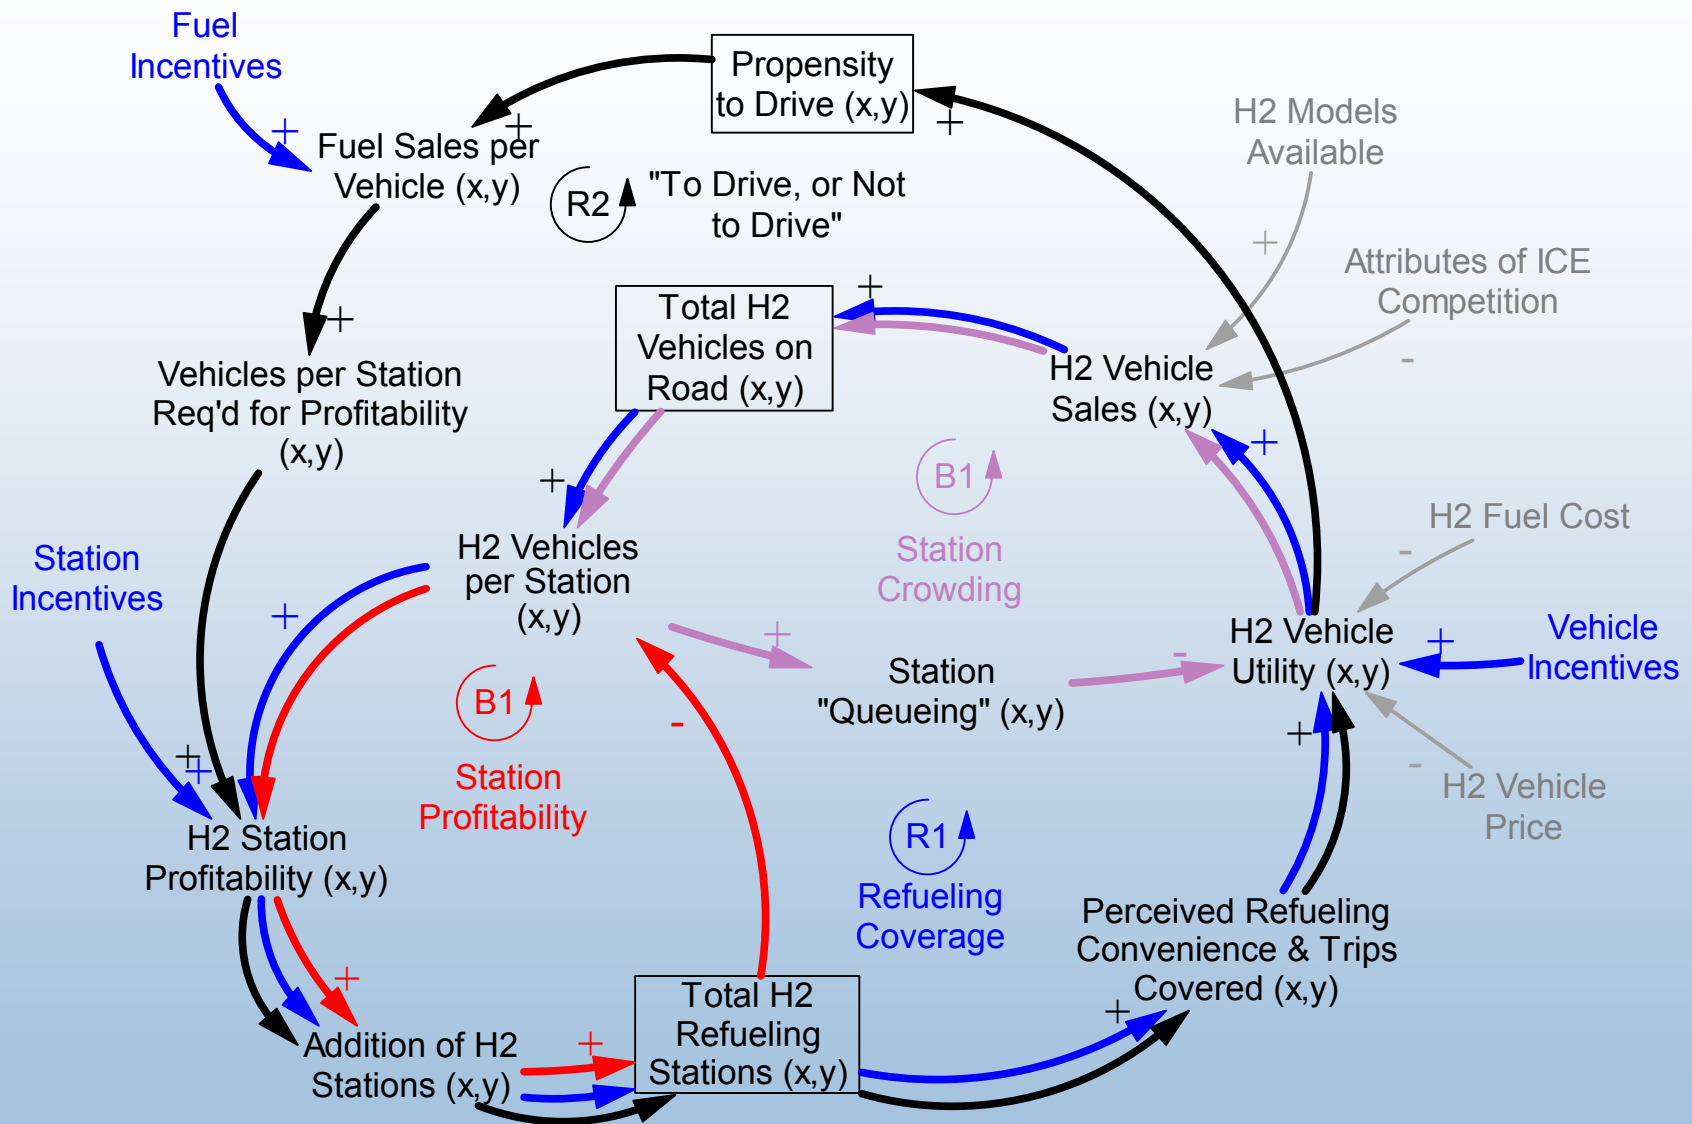 Fuel
Incentives
+
Fuel Sales per
Vehicle (x,y)
+
Propensity
to Drive (x,y)
+
H2 Models
Available
+
Attributes of ICE
Competition
-
R2
"To Drive, or Not
to Drive"
+
Vehicles per Station
Req'd for Profitability
(x,y)
Total H2
Vehicles on
Road (x,y)
+
H2 Vehicle
Sales (x,y)
+
B1
Station
Crowding
+
H2 Vehicles
per Station
(x,y)
H2 Fuel Cost
-
Station
Incentives
+
+
Station
"Queueing" (x,y)
-
H2 Vehicle
Utility (x,y)
+
Vehicle
Incentives
B1
Station
Profitability
-
+
-
H2 Vehicle
Price
+
+
H2 Station
Profitability (x,y)
R1
Refueling
Coverage
Perceived Refueling
Convenience & Trips
Covered (x,y)
+
+
Addition of H2
Stations (x,y)
+
Total H2
Refueling
Stations (x,y)